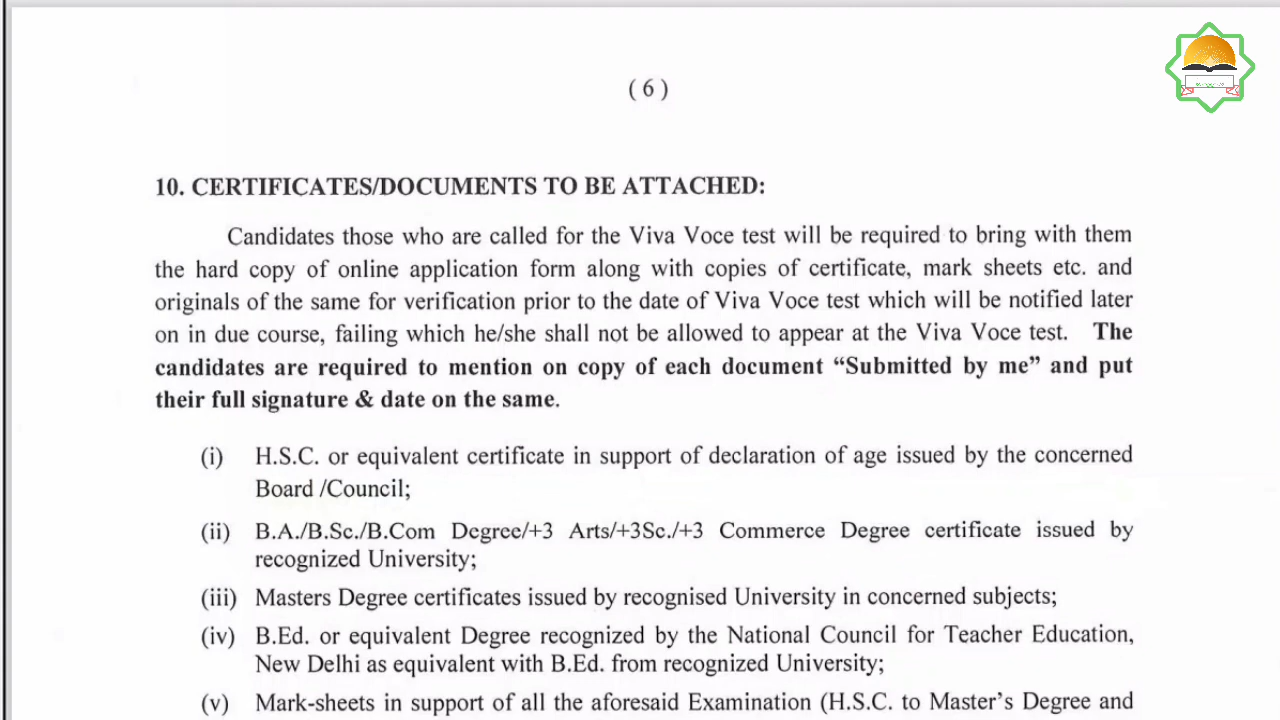 ( 6 )
10. CERTIFICATES/DOCUMENTS TO BE ATTACHED:
Candidates those who are called for the Viva Voce test will be required to bring with them
the hard copy of online application form along with copies of certificate, mark sheets etc. and
originals of the same for verification prior to the date of Viva Voce test which will be notified later
on in due course, failing which he/she shall not be allowed to appear at the Viva Voce test. The
candidates are required to mention on copy of each document “Submitted by me” and put
their full signature & date on the same.
(i) H.S.C. or equivalent certificate in support of declaration of age issued by the concerned
Board /Council;
(ii) B.A./B.Sc./B.Com Degree/+3 Arts/+3Sc./+3 Commerce Degree certificate issued by
recognized University;
(iii) Masters Degree certificates issued by recognised University in concerned subjects;
(iv) B.Ed. or equivalent Degree recognized by the National Council for Teacher Education,
New Delhi as equivalent with B.Ed. from recognized University;
(v) Mark-sheets in support of all the aforesaid Examination (H.S.C. to Master’s Degree and